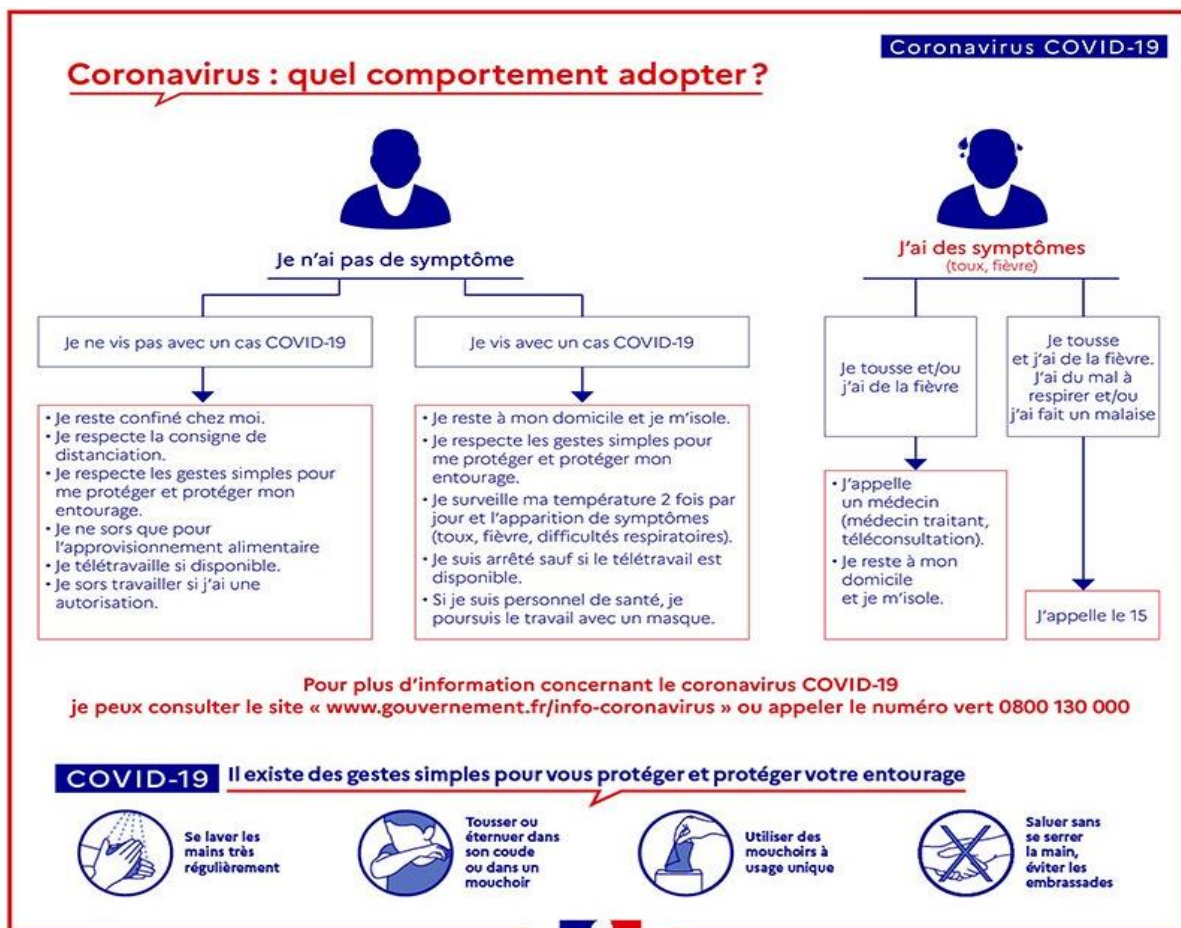 Coronavirus COVID-19
Coronavirus : quel comportement adopter ?
Je n'ai pas de symptôme
Je ne vis pas avec un cas COVID-19
• Je reste confiné chez moi.
• Je respecte la consigne de
distanciation.
• Je respecte les gestes simples pour
me protéger et protéger mon
entourage.
• Je ne sors que pour
l'approvisionnement alimentaire
• Je télétravaille si disponible.
• Je sors travailler si j'ai une
autorisation.
Je vis avec un cas COVID-19
• Je reste à mon domicile et je m'isole.
• Je respecte les gestes simples pour
me protéger et protéger mon
entourage.
• Je surveille ma température 2 fois par
jour et l'apparition de symptômes
(toux, fièvre, difficultés respiratoires).
• Je suis arrêté sauf si le télétravail est
disponible.
• Si je suis personnel de santé, je
poursuis le travail avec un masque.
J'ai des symptômes
(toux, fièvre)
Je tousse et/ou
j'ai de la fièvre
• J'appelle
un médecin
(médecin traitant,
téléconsultation).
• Je reste à mon
domicile
et je m'isole.
Je tousse
et j'ai de la fièvre.
J'ai du mal à
respirer et/ou
j'ai fait un malaise
J'appelle le 15
Pour plus d'information concernant le coronavirus COVID-19
je peux consulter le site « www.gouvernement.fr/info-coronavirus » ou appeler le numéro vert 0800 130 000
COVID-19 Il existe des gestes simples pour vous protéger et protéger votre entourage
Se laver les
mains très
régulièrement
Tousser ou
éternuer dans
son coude
ou dans un
mouchoir
Utiliser des
mouchoirs à
usage unique
Saluer sans
se serrer
la main,
éviter les
embrassades